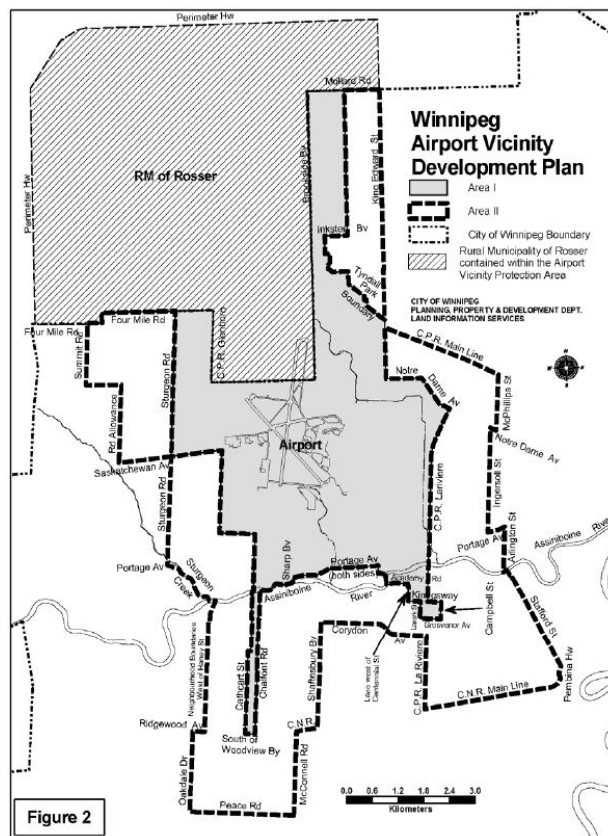 Perimeter Hw
Mollard Rd
Winnipeg
Airport Vicinity
Development Plan
Area I
Area II
City of Winnipeg Boundary
Rural Municipality of Rosser
contained within the Airport
Vicinity Protection Area
CITY OF WINNIPEG
PLANNING, PROPERTY & DEVELOPMENT DEPT.
LAND INFORMATION SERVICES
Perimeter Hw
RM of Rosser
Brookside Bv
King Edward St
Inkster Bv
Tyndall
Park
Boundary
Four Mile Rd
Four Mile Rd
Summit Rd
Sturgeon Rd
C.P.R. Glenboro
C.P.R. Main Line
Notre
Dame Av
McPhillips St
Rd Allowance
Airport
Notre Dame Av
Saskatchewan Av
Sturgeon Rd
C.P.R. Lariviere
Ingersoll St
Portage Av
Sturgeon
Creek
Sharp Bv
Portage Av
(both sides)
Portage Av
Arlington St
Assiniboine
River
Assiniboine
River
Academy Rd
Kingsway
Lanark St
Grosvenor Av
Campbell St
Stafford St
Neighbourhood Boundaries
West of Haney St
Cathcart St
Chalfont Rd
Shaftesbury Bv
Corydon
Av
Lane west of
Centennial St
C.P.R. La Riviere
C.N.R. Main Line
Pembina Hw
Ridgewood Av
South of
Woodview By
C.N.R.
Oakdale Dr
McConnell Rd
Peace Rd
0.0 0.6 1.2 1.8 2.4 3.0
Kilometers
Figure 2